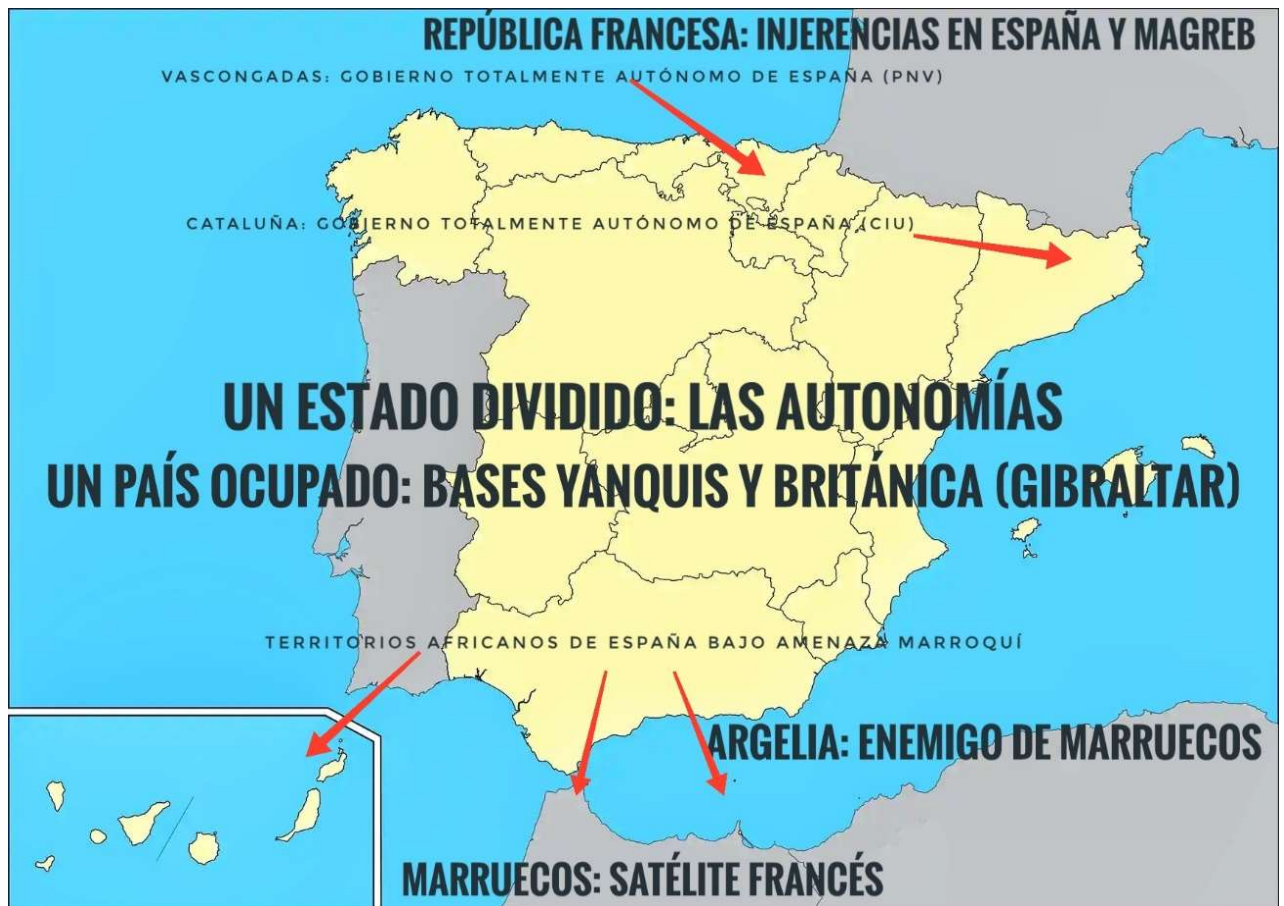 REPÚBLICA FRANCESA: INJERENCIAS EN ESPAÑA Y MAGREB
VASCONGADAS: GOBIERNO TOTALMENTE AUTÓNOMO DE ESPAÑA (PNV)
CATALUÑA: GOBIERNO TOTALMENTE AUTÓNOMO DE ESPAÑA (CIU)
UN ESTADO DIVIDIDO: LAS AUTONOMÍAS
UN PAÍS OCUPADO: BASES YANQUIS Y BRITÁNICA (GIBRALTAR)
TERRITORIOS AFRICANOS DE ESPAÑA BAJO AMENAZA MARROQUÍ
ARGELIA: ENEMIGO DE MARRUECOS
MARRUECOS: SATÉLITE FRANCÉS